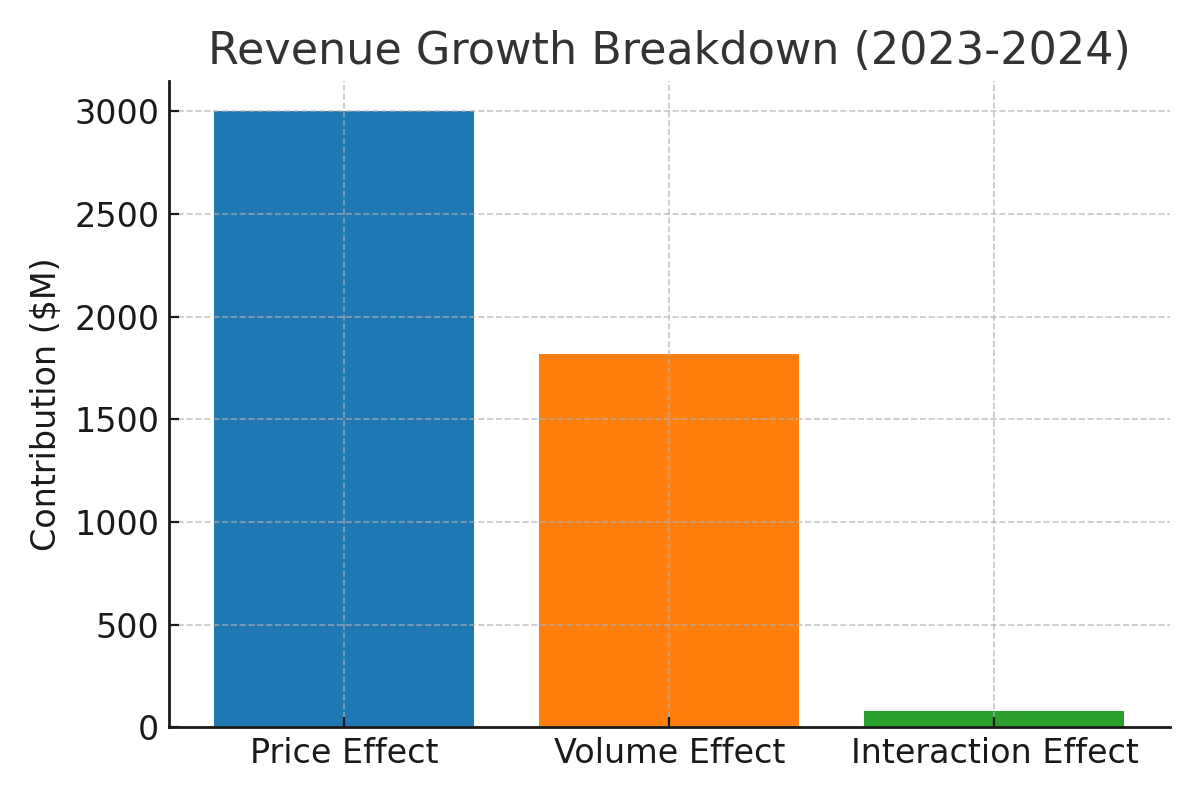 Revenue Growth Breakdown (2023-2024)
Contribution ($M)
3000
2500
2000
1500
1000
500
0
Price Effect
Volume Effect
Interaction Effect